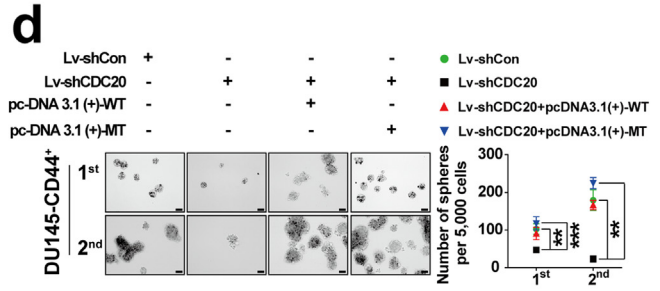 d
Lv-shCon + - - -
Lv-shCDC20 - + + +
pc-DNA 3.1 (+)-WT - - + -
pc-DNA 3.1 (+)-MT - - - +
DU145-CD44+
1st
2nd
Lv-shCon
Lv-shCDC20
Lv-shCDC20+pcDNA3.1(+)-WT
Lv-shCDC20+pcDNA3.1(+)-MT
Number of spheres
per 5,000 cells
300
200
100
0
** *** **
1st 2nd